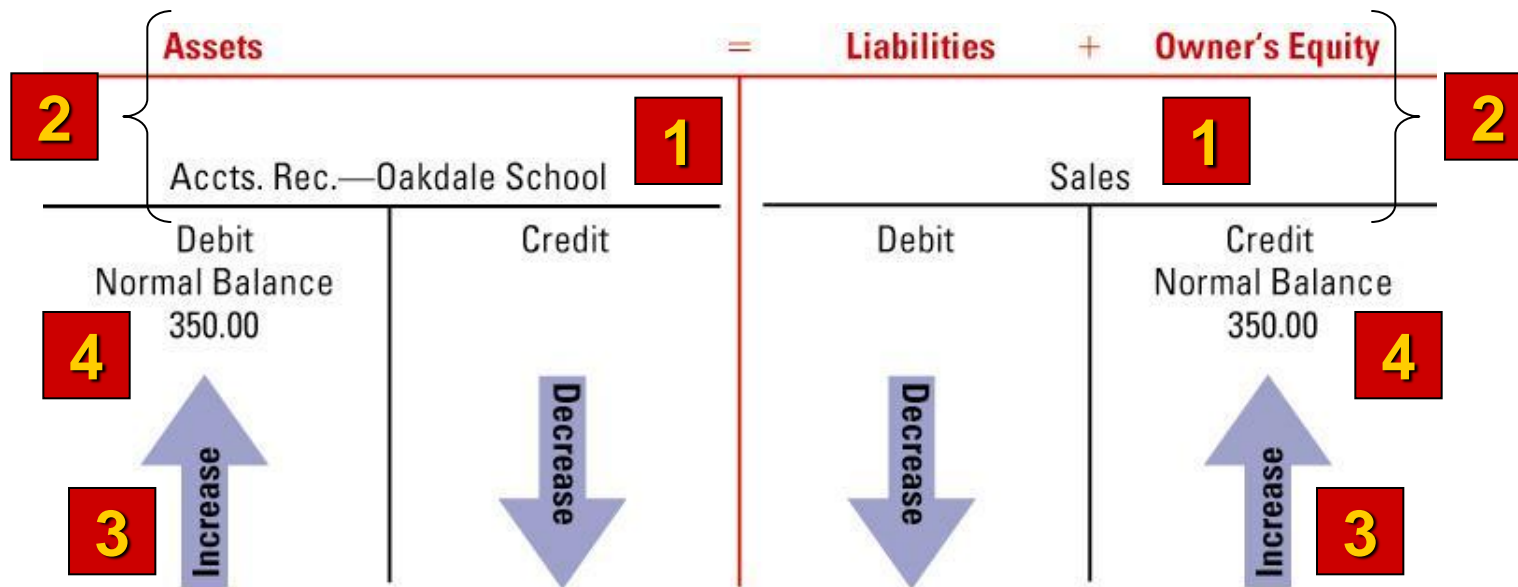 Assets = Liabilities + Owner's Equity
2 1 1 2
Accts. Rec.—Oakdale School Sales
Debit Credit Debit Credit
Normal Balance Normal Balance
350.00 350.00
4 4
Increase Decrease Decrease Increase
3 3